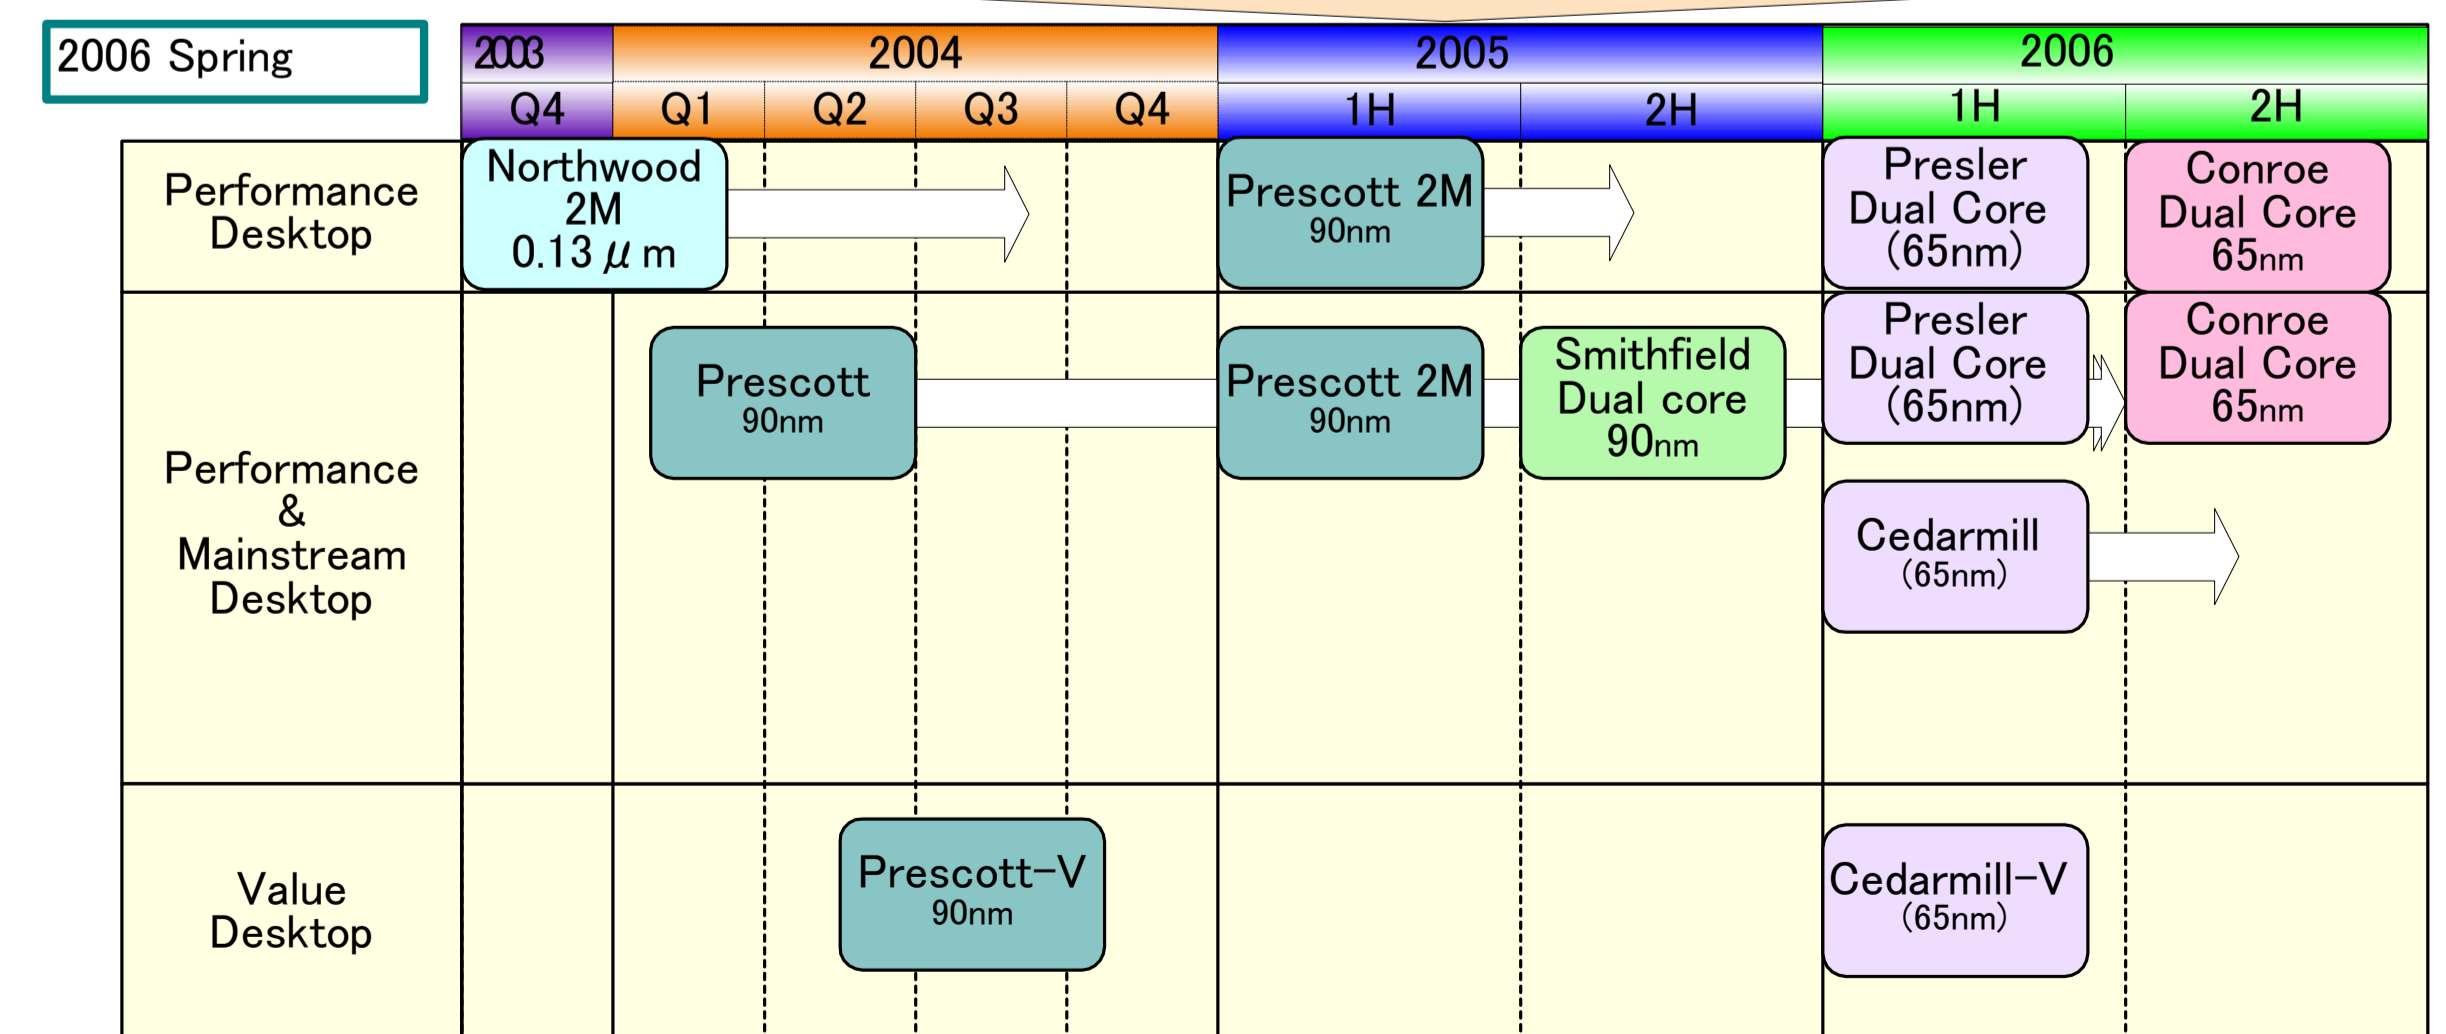 2006 Spring
2003
2004
2005
2006
Q4
Q1
Q2
Q3
Q4
1H
2H
1H
2H
Performance
Desktop
Northwood
2M
0.13μm
Prescott 2M
90nm
Presler
Dual Core
(65nm)
Conroe
Dual Core
65nm
Performance
&
Mainstream
Desktop
Prescott
90nm
Prescott 2M
90nm
Smithfield
Dual core
90nm
Presler
Dual Core
(65nm)
Conroe
Dual Core
65nm
Cedarmill
(65nm)
Value
Desktop
Prescott-V
90nm
Cedarmill-V
(65nm)